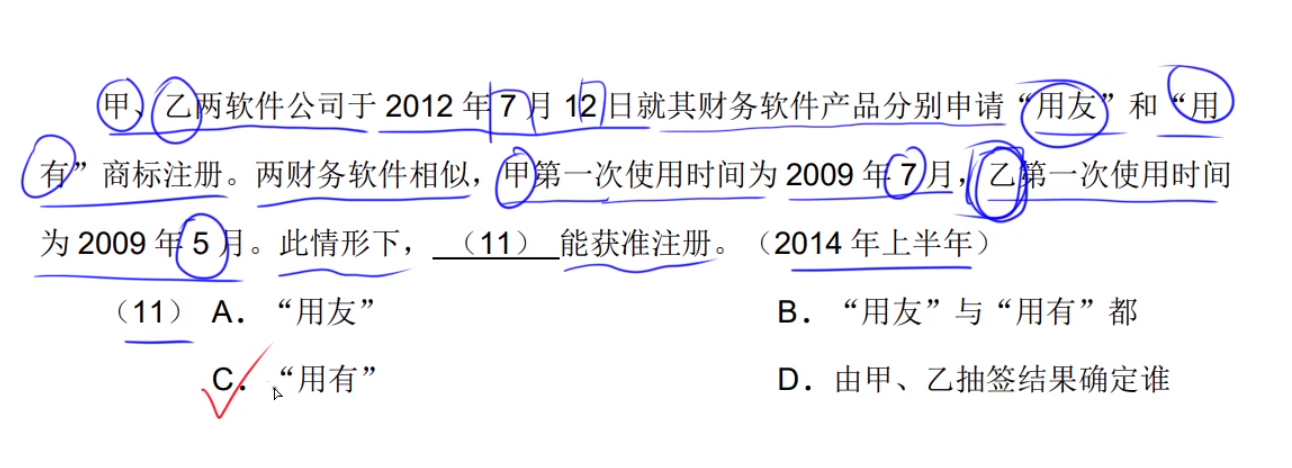 甲、乙两软件公司于 2012 年 7 月 12 日就其财务软件产品分别申请“用友”和“用
有”商标注册。两财务软件相似，甲第一次使用时间为 2009 年 7 月，乙第一次使用时间
为 2009 年 5 月。此情形下，（11）能获准注册。（2014 年上半年）
（11） A．“用友” B．“用友”与“用有”都
C．“用有” D．由甲、乙抽签结果确定谁